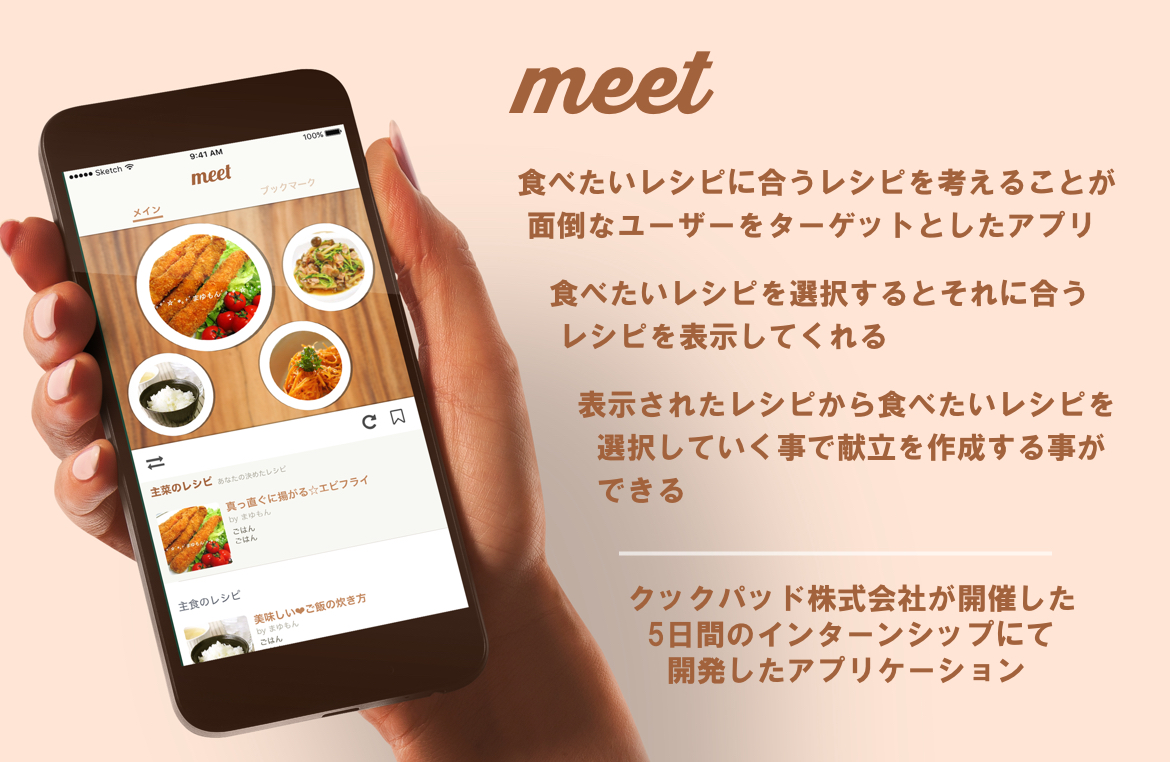 meet
食べたいレシピに合うレシピを考えることが
面倒なユーザーをターゲットとしたアプリ
食べたいレシピを選択するとそれに合う
レシピを表示してくれる
表示されたレシピから食べたいレシピを
選択していく事で献立を作成する事が
できる
クックパッド株式会社が開催した
5日間のインターンシップにて
開発したアプリケーション
Sketch 9:41 AM 100%
meet
メイン ブックマーク
まゆもん
主菜のレシピ あなたの決めたレシピ
真っ直ぐに揚がる☆エビフライ
by まゆもん
ごはん
ごはん
主食のレシピ
美味しい❤ご飯の炊き方
by まゆもん
ごはん